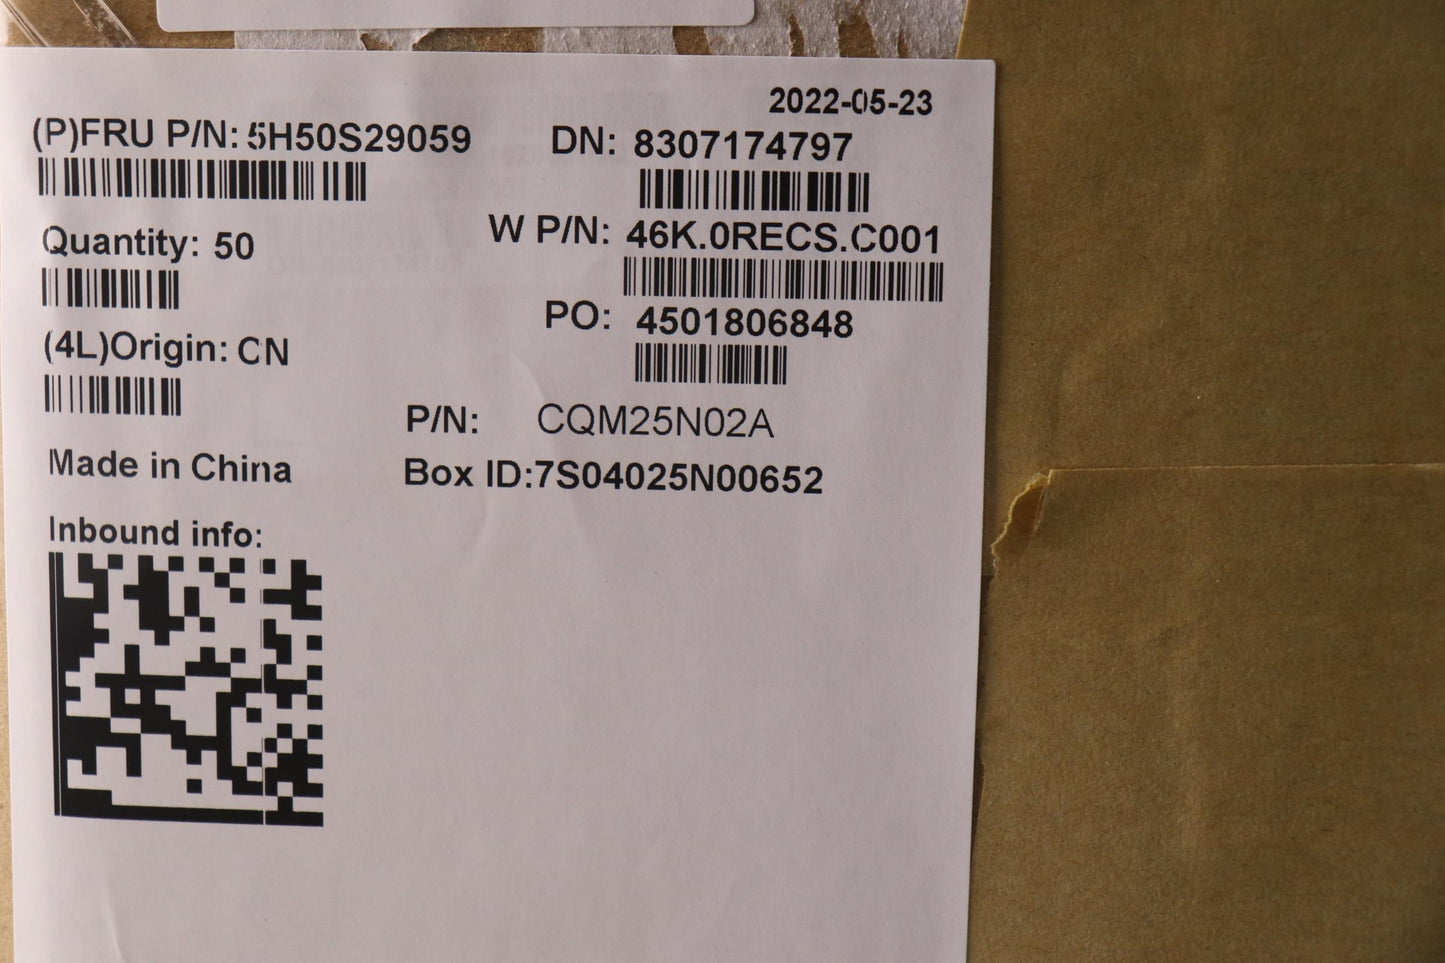 2022-05-23
(P)FRU P/N: 5H50S29059
DN: 8307174797
W P/N: 46K.0RECS.C001
Quantity: 50
PO: 4501806848
(4L)Origin: CN
P/N: CQM25N02A
Made in China
Box ID:7S04025N00652
Inbound info: